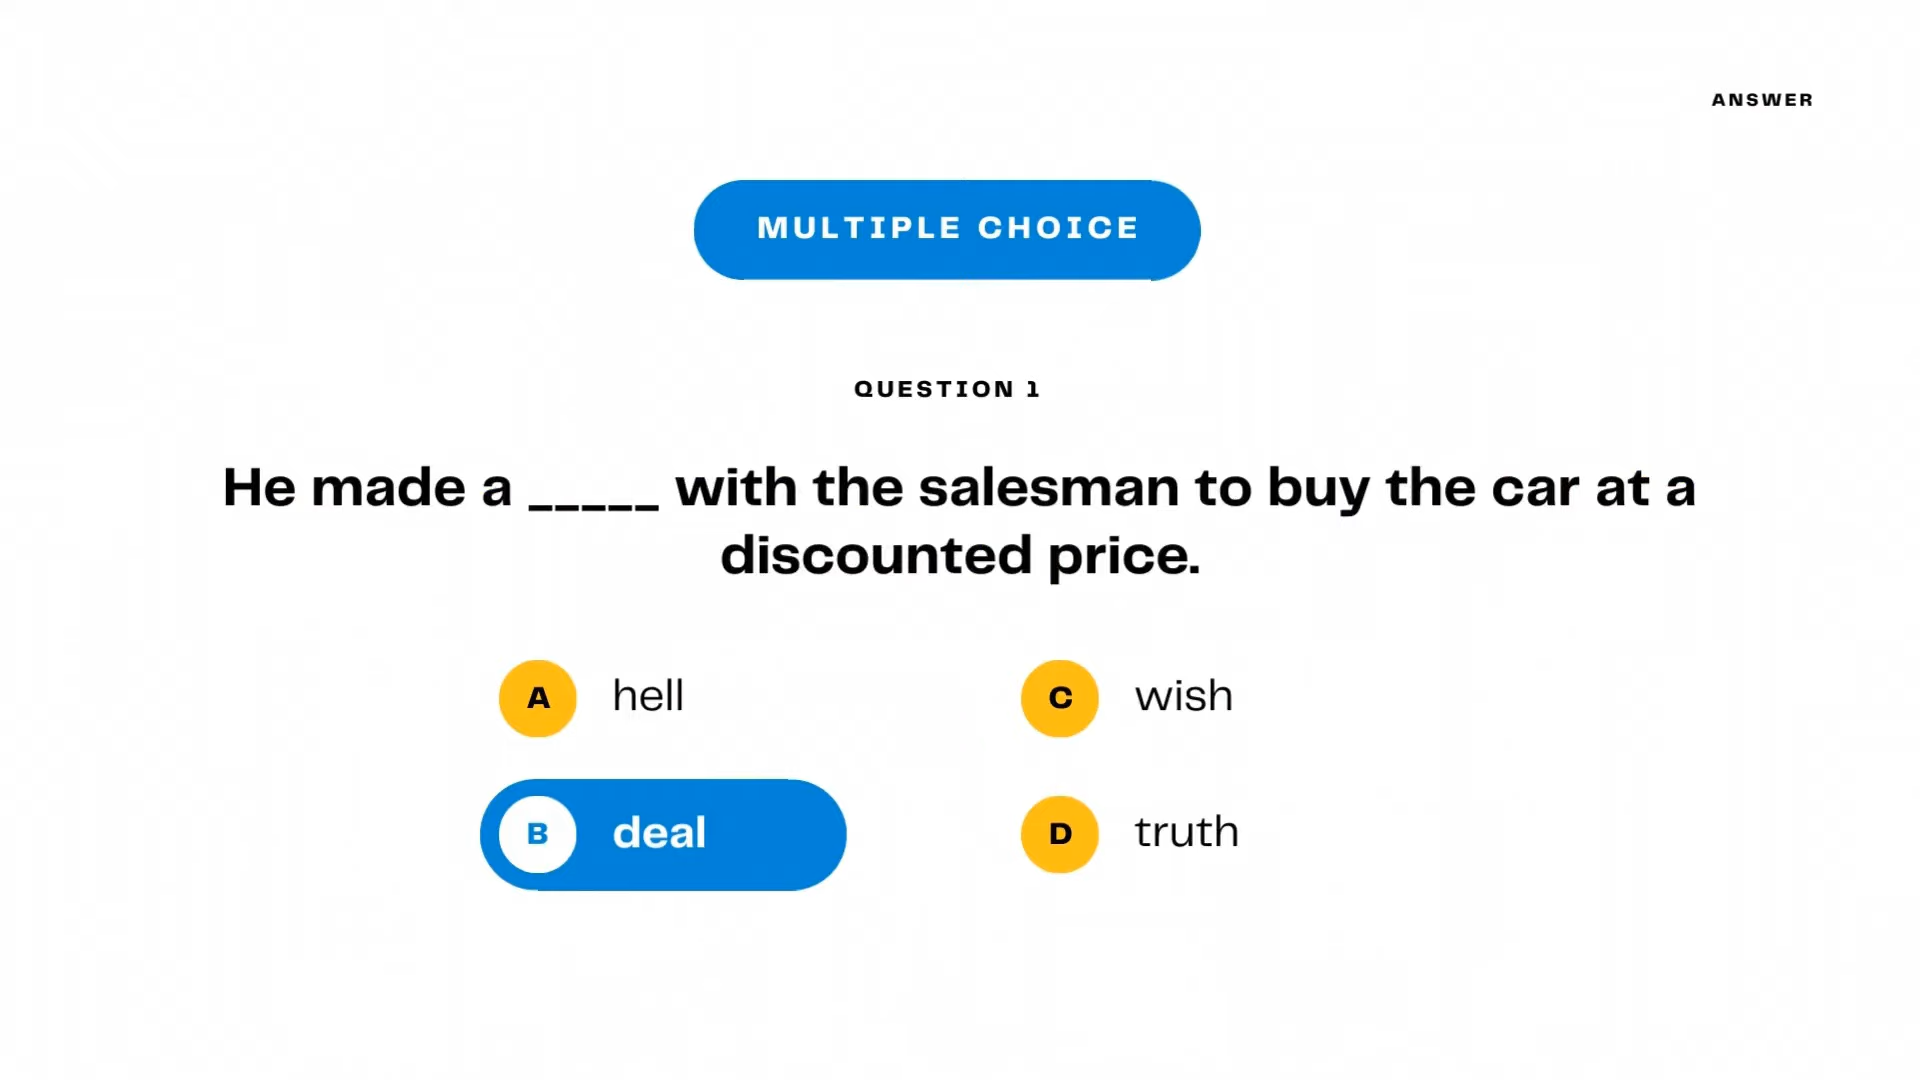 ANSWER
MULTIPLE CHOICE
QUESTION 1
He made a _____ with the salesman to buy the car at a
discounted price.
A hell
C wish
B deal
D truth